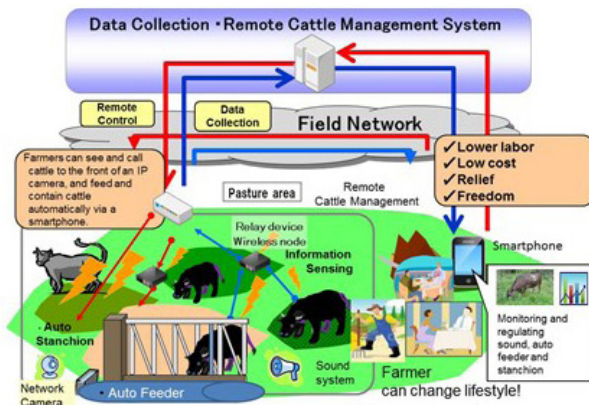 Data Collection ・Remote Cattle Management System
Remote
Control
Data
Collection
Field Network
Farmers can see and call
cattle to the front of an IP
camera, and feed and
contain cattle
automatically via a
smartphone.
✓Lower labor
✓Low cost
✓Relief
✓Freedom
Pasture area
Remote
Cattle Management
Relay device
Wireless node
Information
Sensing
Smartphone
・Auto
Stanchion
Monitoring and
regulating
sound, auto
feeder and
stanchion
Sound
system
Network
Camera
・Auto Feeder
Farmer
can change lifestyle!